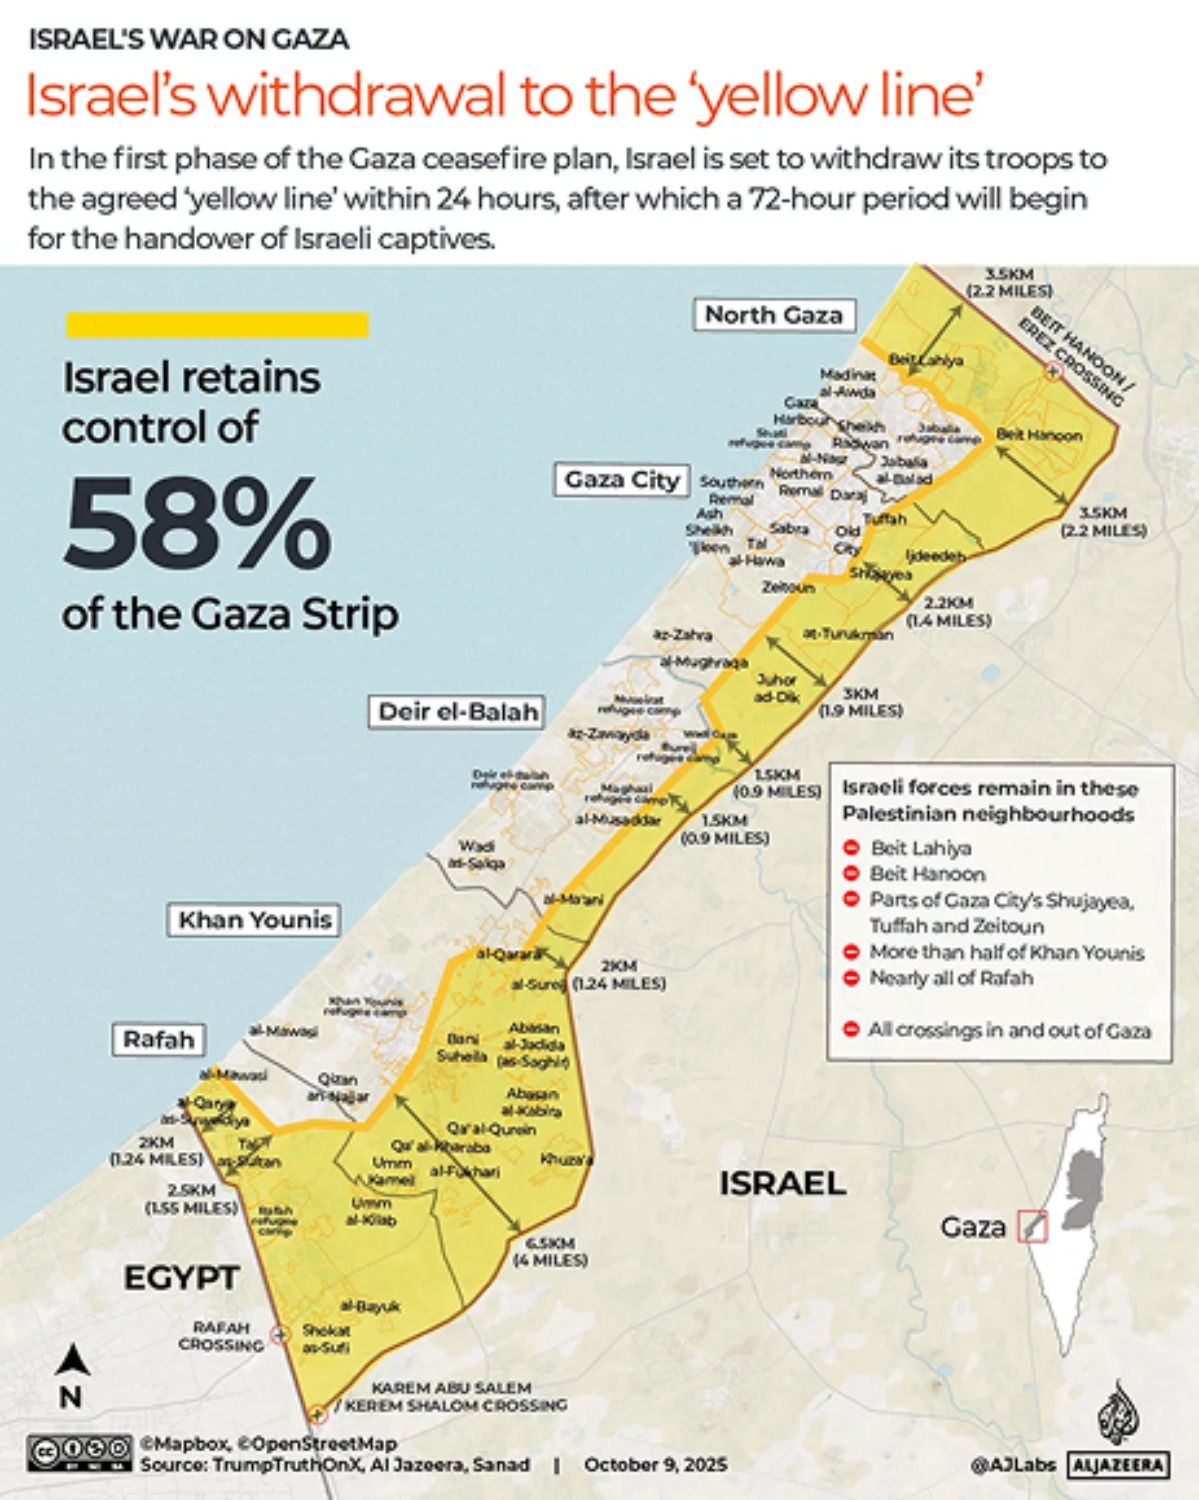 ISRAEL'S WAR ON GAZA
Israel's withdrawal to the ‘yellow line’
In the first phase of the Gaza ceasefire plan, Israel is set to withdraw its troops to
the agreed ‘yellow line’ within 24 hours, after which a 72-hour period will begin
for the handover of Israeli captives.
Israel retains
control of
58%
of the Gaza Strip
North Gaza
3.5KM
(2.2 MILES)
BEIT HANOON /
EREZ CROSSING
Beit Lahiya
Madinat
al-Awda
Gaza
Harbour
Shati
refugee camp
Sheikh
Radwan
Jabalia
refugee camp
Beit Hanoon
al-Nasr
Jabalia
al-Balad
Gaza City
Southern
Remal
Northern
Remal
Daraj
Ash
Sheikh
'Ijleen
Tal
al-Hawa
Sabra
Old
City
Tuffah
3.5KM
(2.2 MILES)
Ijdeedeh
Shujayea
Zeitoun
2.2KM
(1.4 MILES)
az-Zahra
at-Turukman
al-Mughraqa
Juhor
ad-Dik
3KM
(1.9 MILES)
Deir el-Balah
Nuseirat
refugee camp
az-Zawayda
Wadi Gaza
Bureij
refugee camp
1.5KM
(0.9 MILES)
Deir el-Balah
refugee camp
Maghazi
refugee camp
al-Musaddar
1.5KM
(0.9 MILES)
Wadi
as-Salqa
al-Ma'ani
Khan Younis
al-Qarara
al-Sureij
2KM
(1.24 MILES)
Khan Younis
refugee camp
Rafah
al-Mawasi
Bani
Suheila
Abasan
al-Jadida
(as-Saghir)
al-Mawasi
Qizan
an-Najjar
Abasan
al-Kabira
al-Qarya
as-Suwaidiya
Qa'al-Qurein
2KM
(1.24 MILES)
Tal
as-Sultan
Qa' al-Kharaba
Umm
Kameil
al-Fukhari
Khuza'a
2.5KM
(1.55 MILES)
Rafah
refugee
camp
Umm
al-Kilab
6.5KM
(4 MILES)
EGYPT
al-Bayuk
RAFAH
CROSSING
Shokat
as-Sufi
KAREM ABU SALEM
/ KEREM SHALOM CROSSING
Israeli forces remain in these
Palestinian neighbourhoods
Beit Lahiya
Beit Hanoon
Parts of Gaza City's Shujayea,
Tuffah and Zeitoun
More than half of Khan Younis
Nearly all of Rafah
All crossings in and out of Gaza
ISRAEL
Gaza
N
©Mapbox, ©OpenStreetMap
Source: TrumpTruthOnX, Al Jazeera, Sanad | October 9, 2025
@AJLabs ALJAZEERA